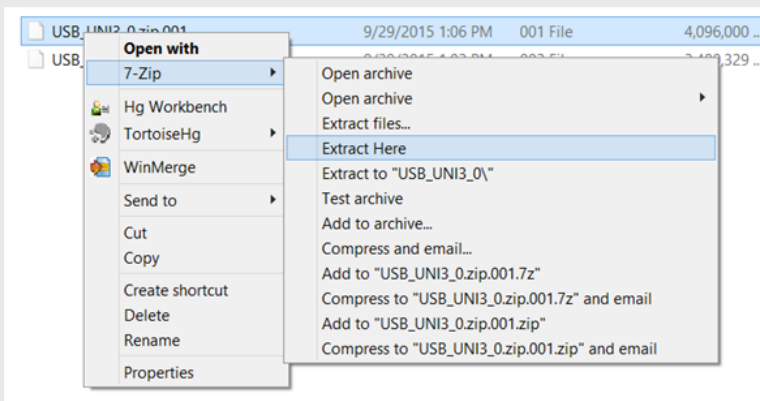 USB_UNI3_0.zip.001 9/29/2015 1:06 PM 001 File 4,096,000 ...
USB_
Open with
7-Zip
Hg Workbench
TortoiseHg
WinMerge
Send to
Cut
Copy
Create shortcut
Delete
Rename
Properties
Open archive
Open archive
Extract files...
Extract Here
Extract to "USB_UNI3_0\"
Test archive
Add to archive...
Compress and email...
Add to "USB_UNI3_0.zip.001.7z"
Compress to "USB_UNI3_0.zip.001.7z" and email
Add to "USB_UNI3_0.zip.001.zip"
Compress to "USB_UNI3_0.zip.001.zip" and email